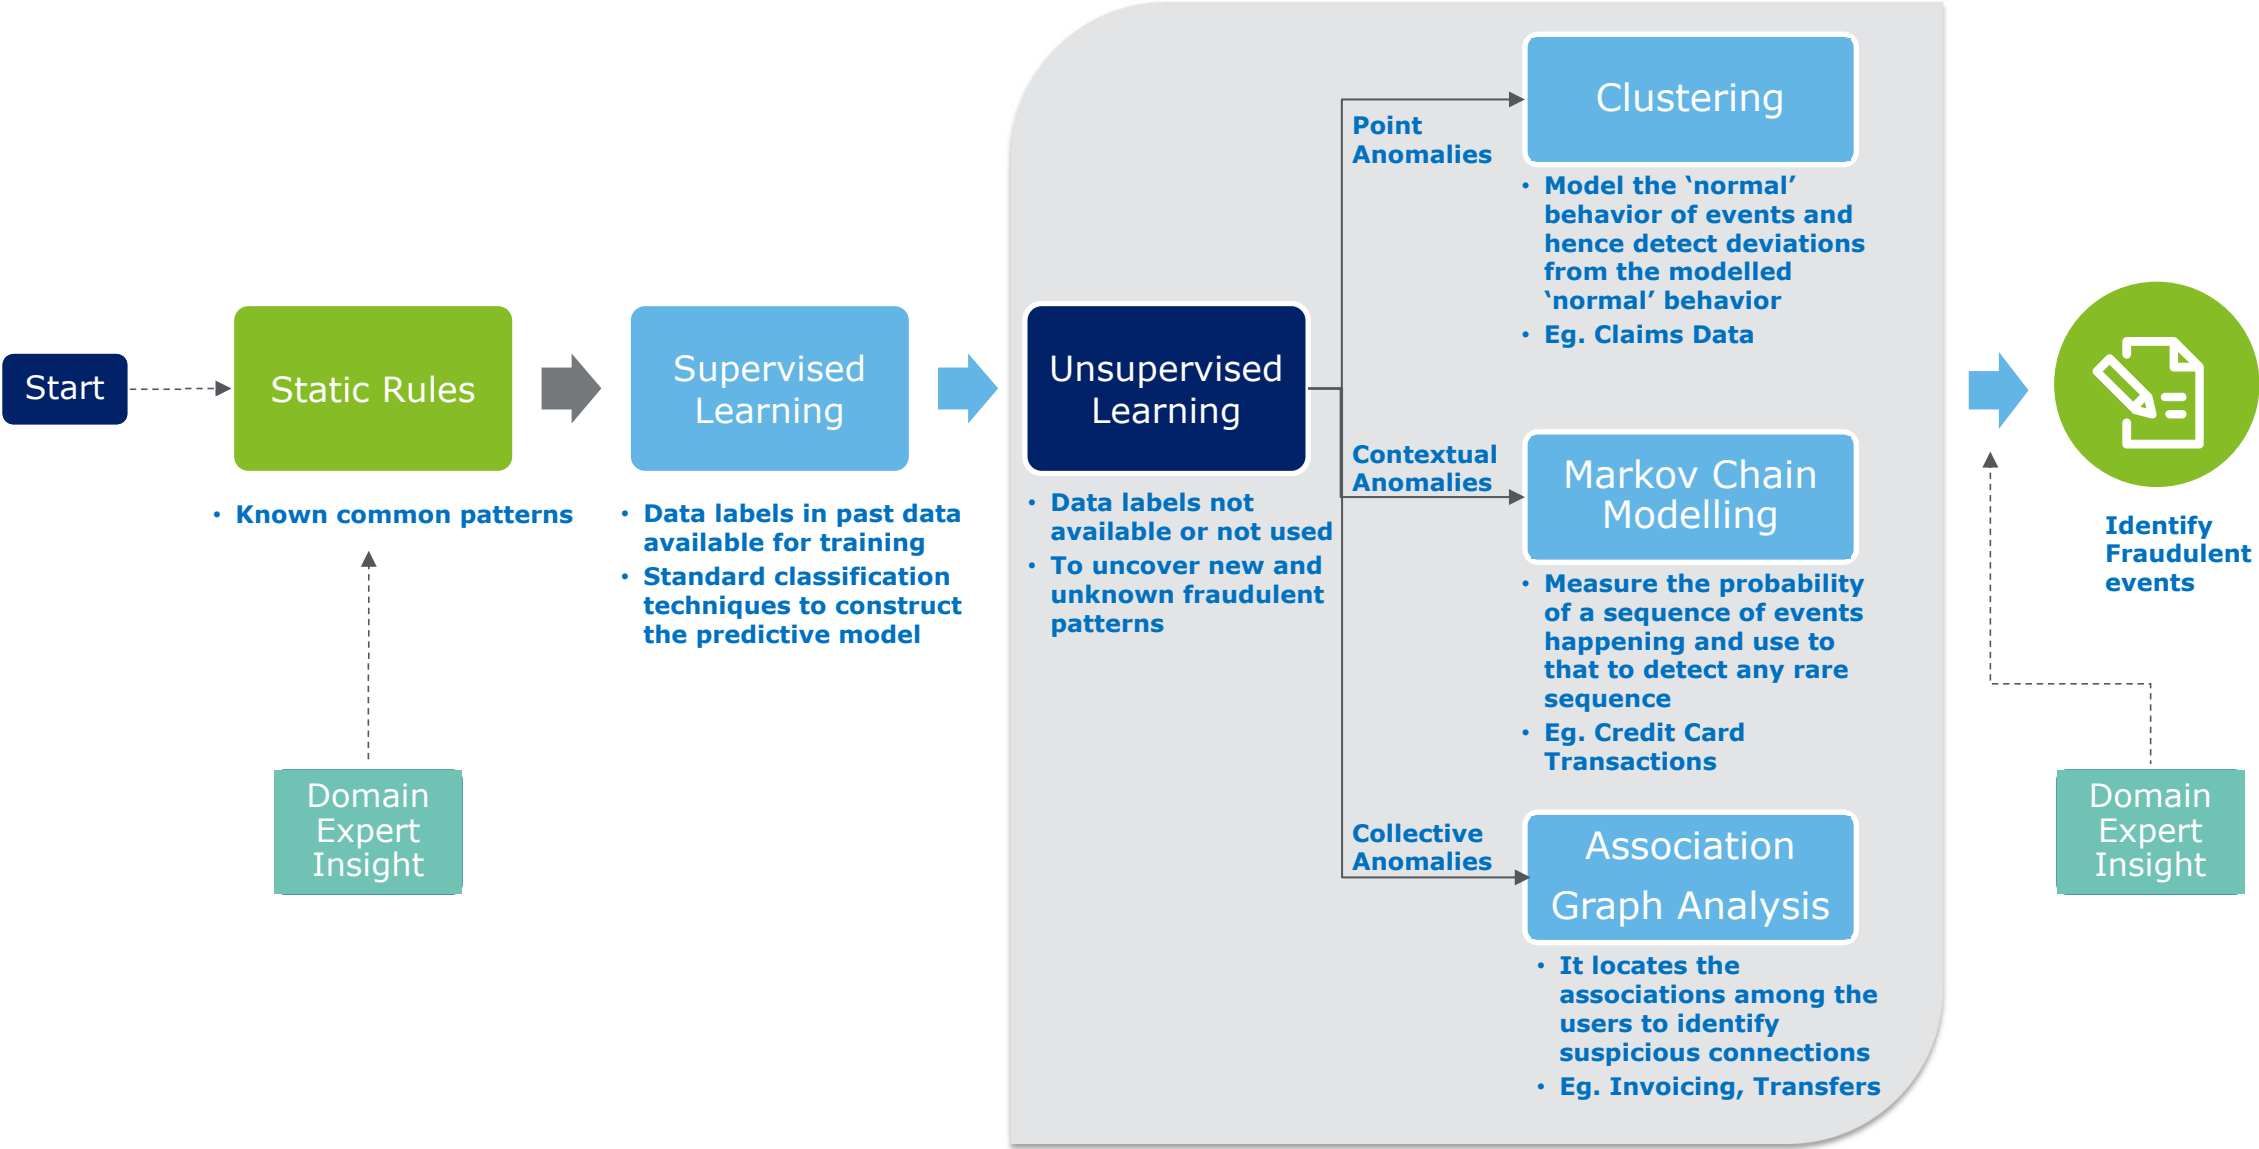 Start
Static Rules
• Known common patterns
Domain
Expert
Insight
Supervised
Learning
• Data labels in past data
available for training
• Standard classification
techniques to construct
the predictive model
Unsupervised
Learning
• Data labels not
available or not used
• To uncover new and
unknown fraudulent
patterns
Point
Anomalies
Clustering
• Model the ‘normal’
behavior of events and
hence detect deviations
from the modelled
‘normal’ behavior
• Eg. Claims Data
Contextual
Anomalies
Markov Chain
Modelling
• Measure the probability
of a sequence of events
happening and use to
that to detect any rare
sequence
• Eg. Credit Card
Transactions
Collective
Anomalies
Association
Graph Analysis
• It locates the
associations among the
users to identify
suspicious connections
• Eg. Invoicing, Transfers
Identify
Fraudulent
events
Domain
Expert
Insight